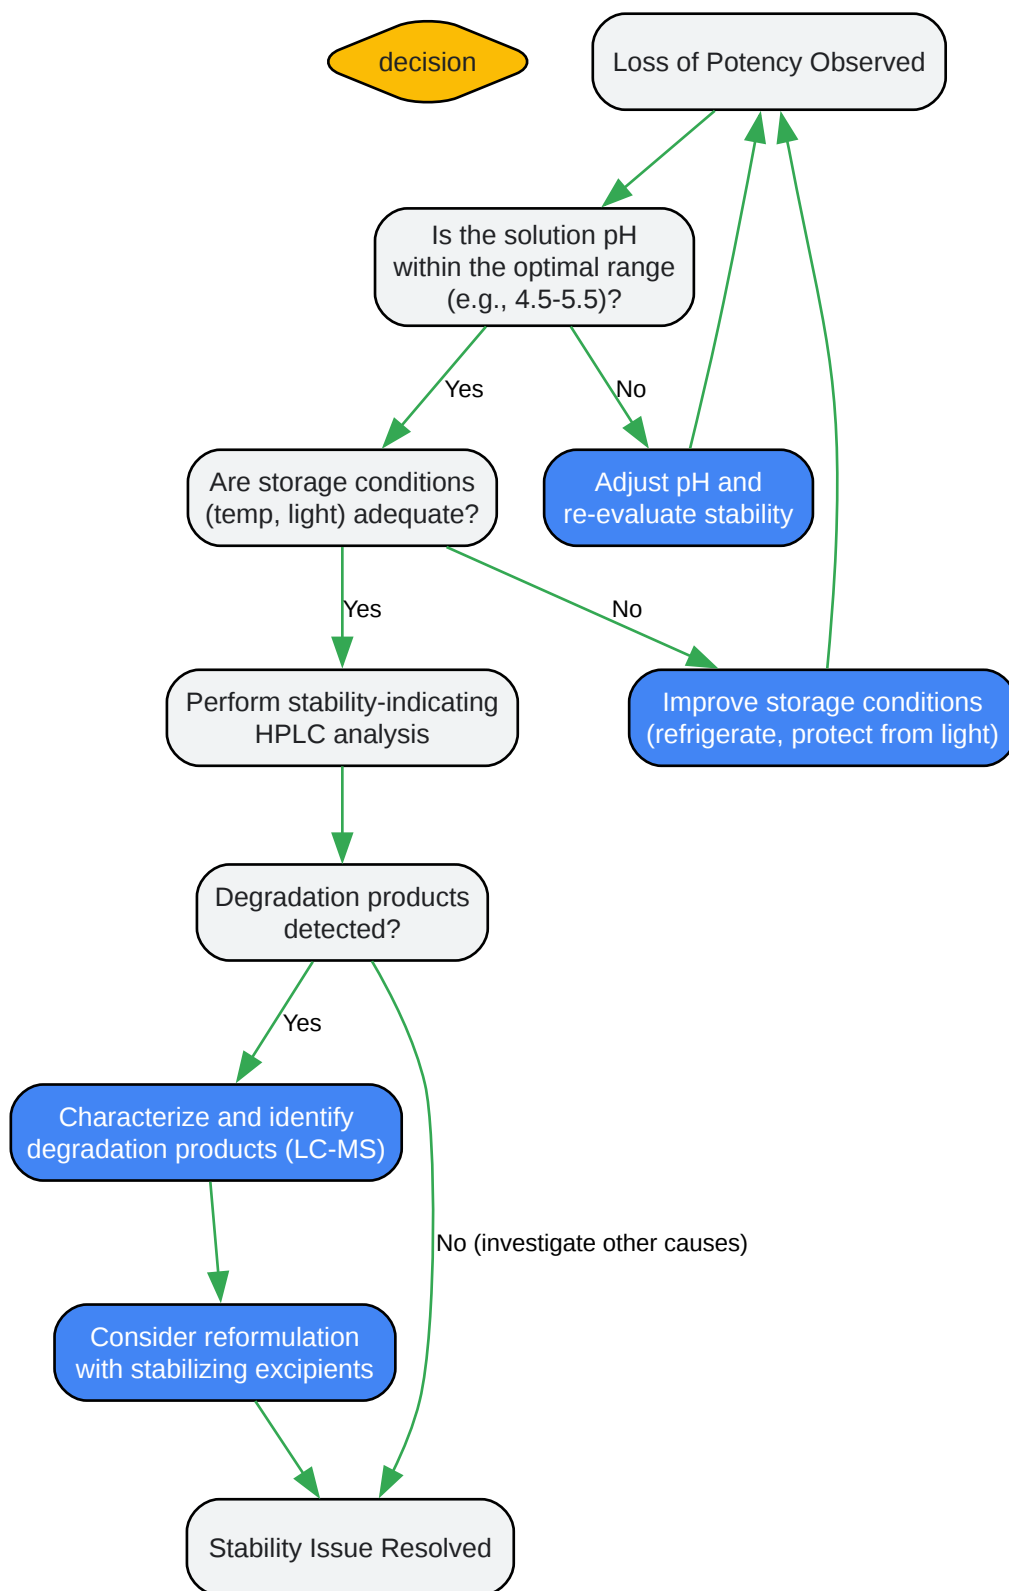 decision
Loss of Potency Observed
Is the solution pH
within the optimal range
(e.g., 4.5-5.5)?
Yes
No
Are storage conditions
(temp, light) adequate?
Adjust pH and
re-evaluate stability
Yes
No
Perform stability-indicating
HPLC analysis
Improve storage conditions
(refrigerate, protect from light)
Degradation products
detected?
Yes
Characterize and identify
degradation products (LC-MS)
No (investigate other causes)
Consider reformulation
with stabilizing excipients
Stability Issue Resolved